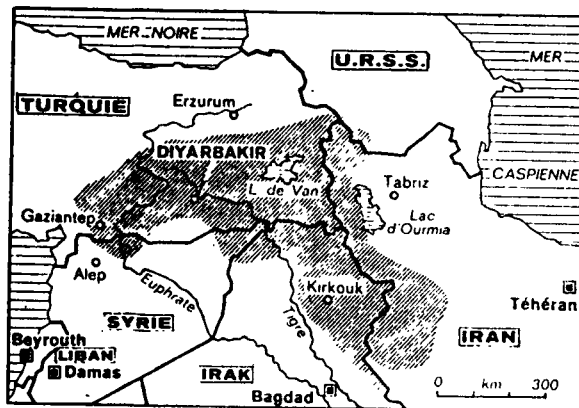 MER NOIRE
U.R.S.S.
MER
CASPIENNE
TURQUIE
Erzurum
DIYARBAKIR
L. de Van
Tabriz
Lac
d'Ourmia
Gaziantep
Alep
Euphrate
Kirkouk
Tigre
Téhéran
SYRIE
Beyrouth
LIBAN
Damas
IRAK
Bagdad
IRAN
0 km 300